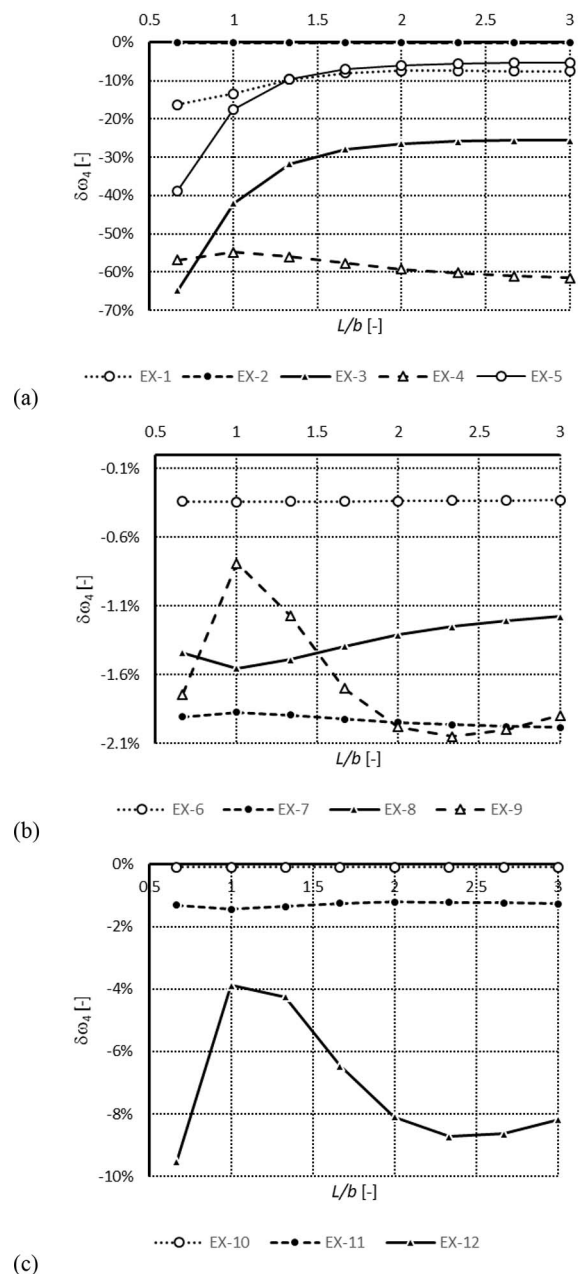 0.5 1 1.5 2 2.5 3
0%
-10%
-20%
-30%
-40%
-50%
-60%
-70%
δω4 [-]
L/b [-]
EX-1 EX-2 EX-3 EX-4 EX-5
(a)
0.5 1 1.5 2 2.5 3
-0.1%
-0.6%
-1.1%
-1.6%
-2.1%
δω4 [-]
L/b [-]
EX-6 EX-7 EX-8 EX-9
(b)
0%
0.5 1 1.5 2 2.5 3
-2%
-4%
-6%
-8%
-10%
δω4 [-]
L/b [-]
EX-10 EX-11 EX-12
(c)